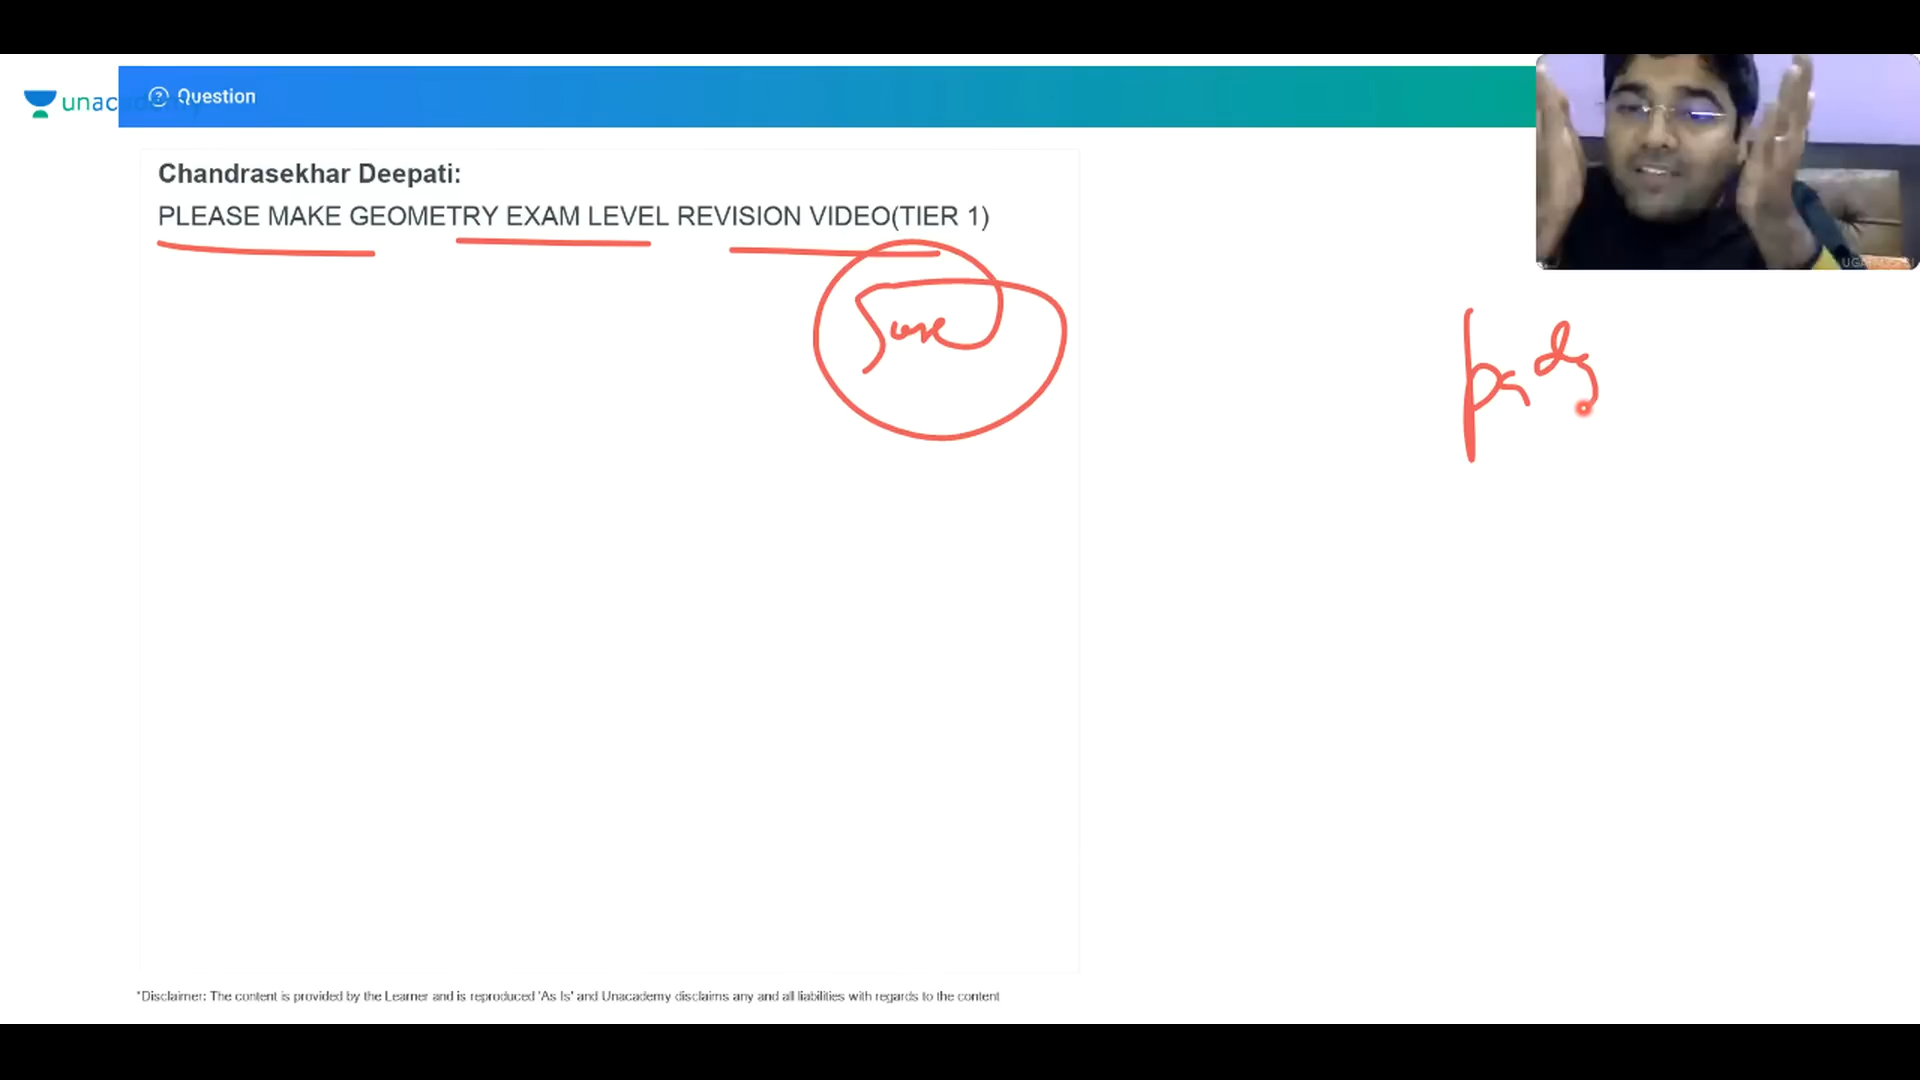 unacademy
? Question
Chandrasekhar Deepati:
PLEASE MAKE GEOMETRY EXAM LEVEL REVISION VIDEO(TIER 1)
Sure
*Disclaimer: The content is provided by the Learner and is reproduced 'As Is' and Unacademy disclaims any and all liabilities with regards to the content